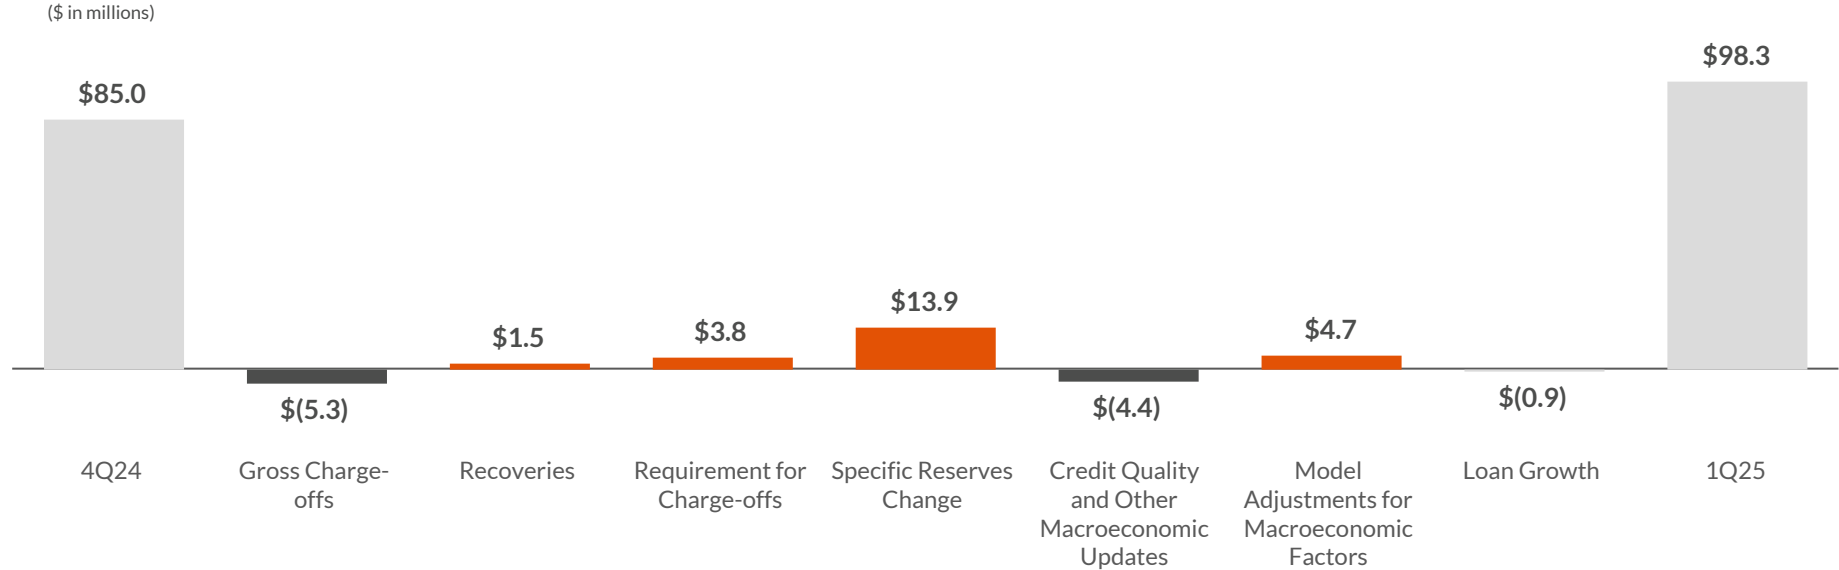 ($ in millions)
$85.0
$(5.3)
$1.5
$3.8
$13.9
$(4.4)
$4.7
$(0.9)
$98.3
4Q24
Gross Charge-
offs
Recoveries
Requirement for
Charge-offs
Specific Reserves
Change
Credit Quality
and Other
Macroeconomic
Updates
Model
Adjustments for
Macroeconomic
Factors
Loan Growth
1Q25